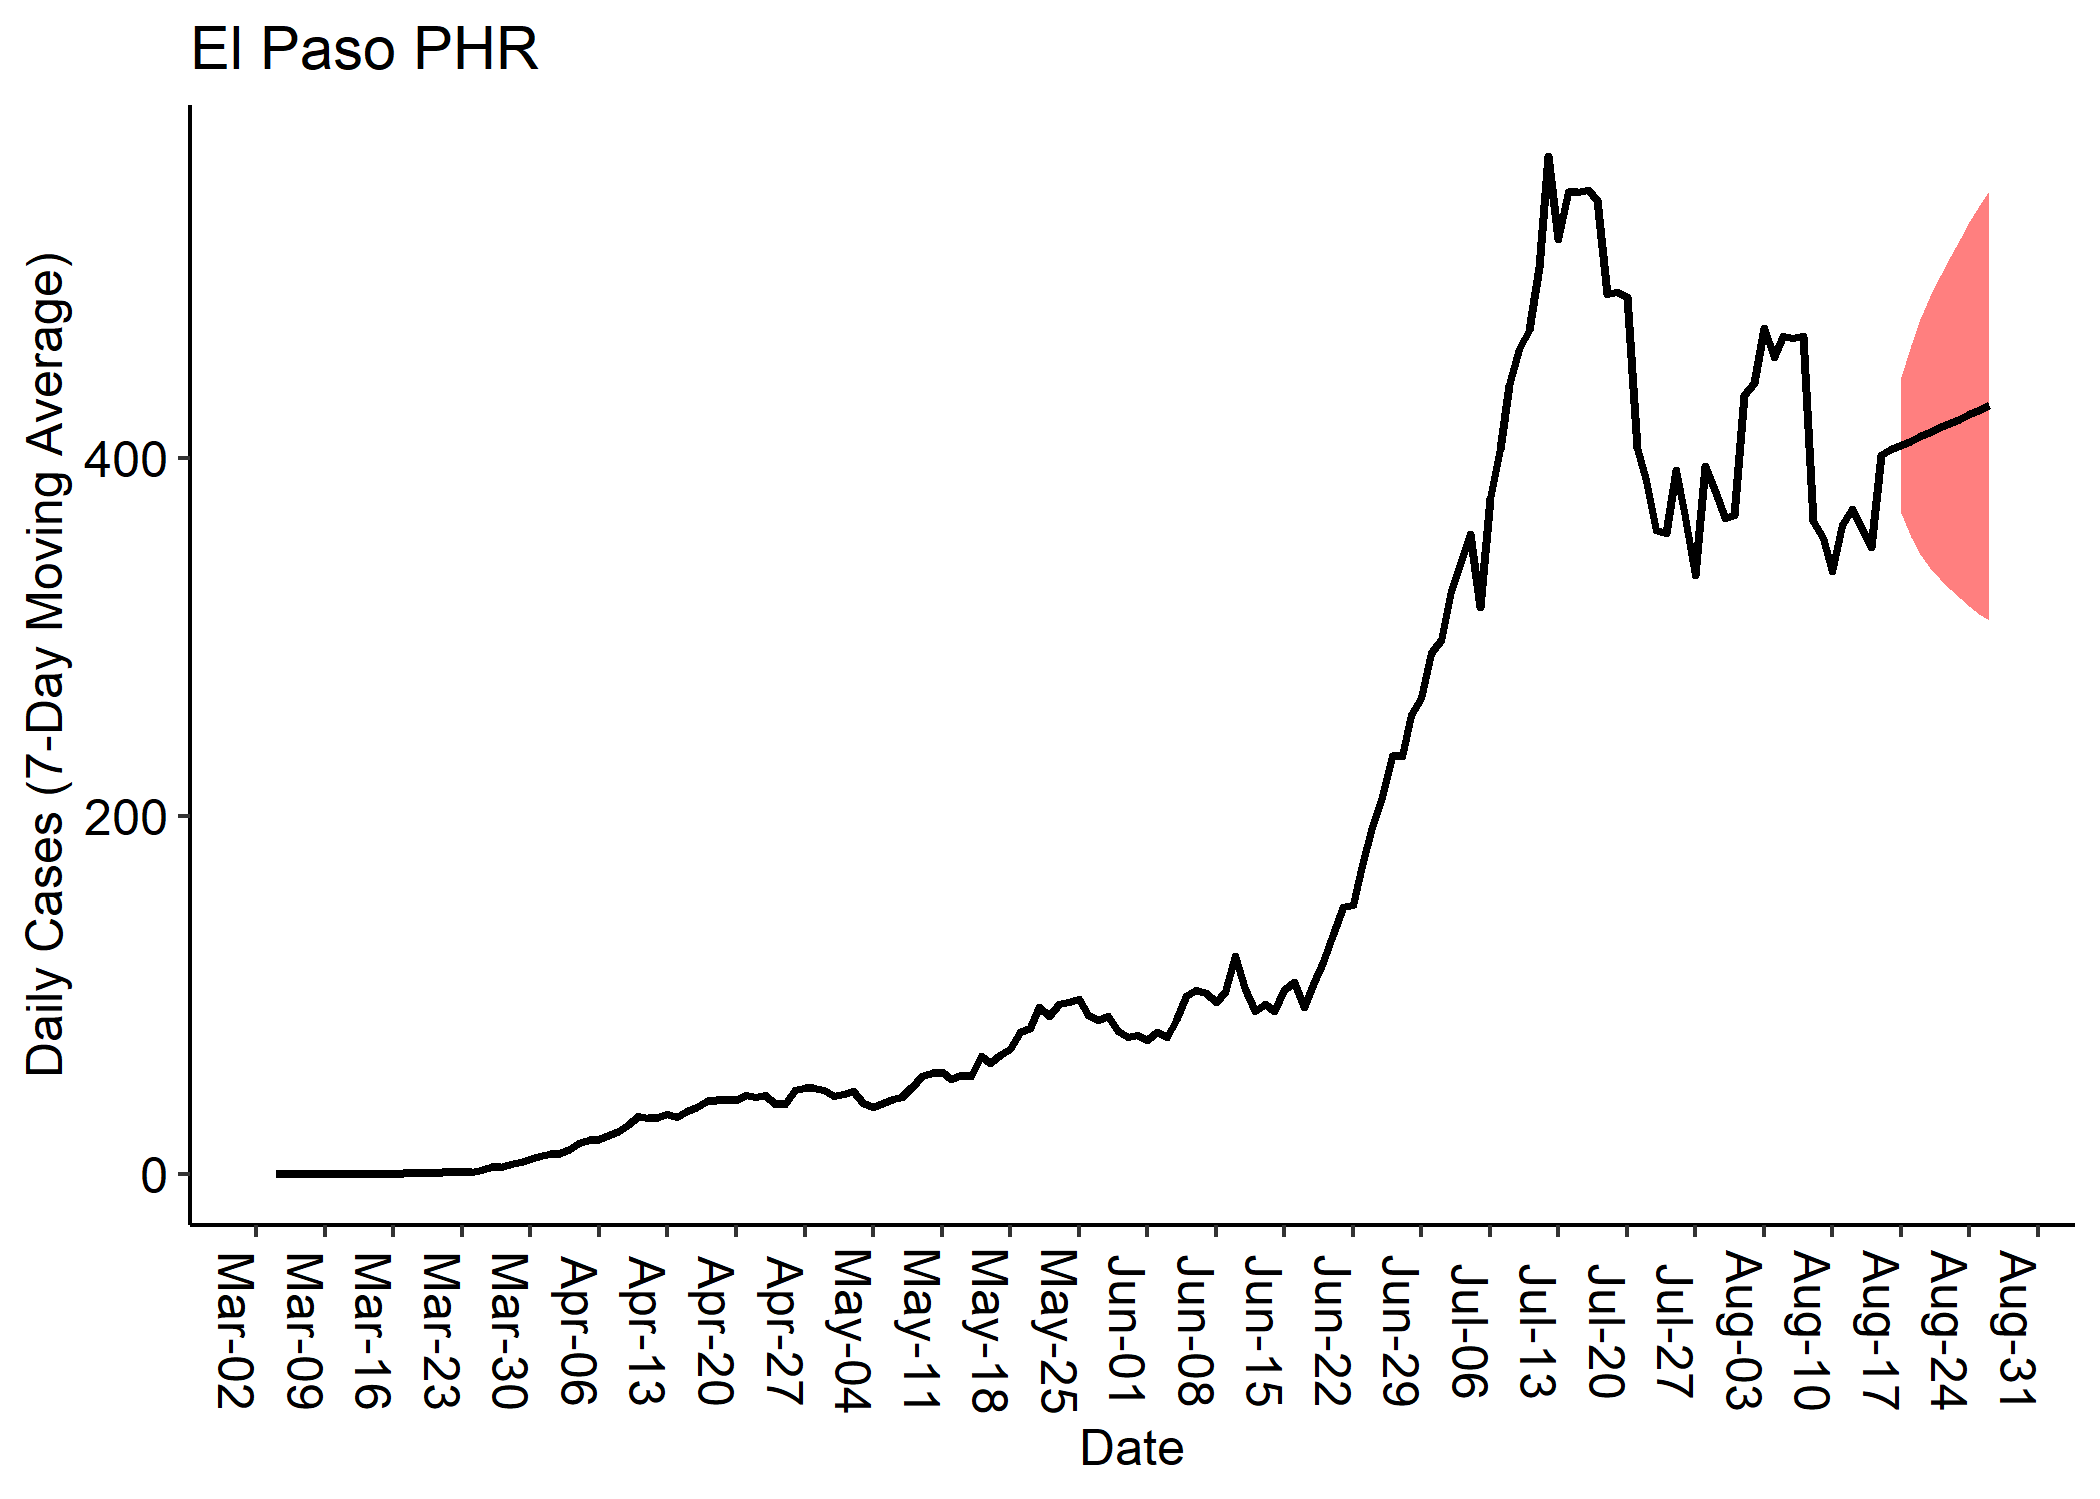 El Paso PHR
Daily Cases (7-Day Moving Average)
400
200
0
Mar-02
Mar-09
Mar-16
Mar-23
Mar-30
Apr-06
Apr-13
Apr-20
Apr-27
May-04
May-11
May-18
May-25
Jun-01
Jun-08
Jun-15
Jun-22
Jun-29
Jul-06
Jul-13
Jul-20
Jul-27
Aug-03
Aug-10
Aug-17
Aug-24
Aug-31
Date